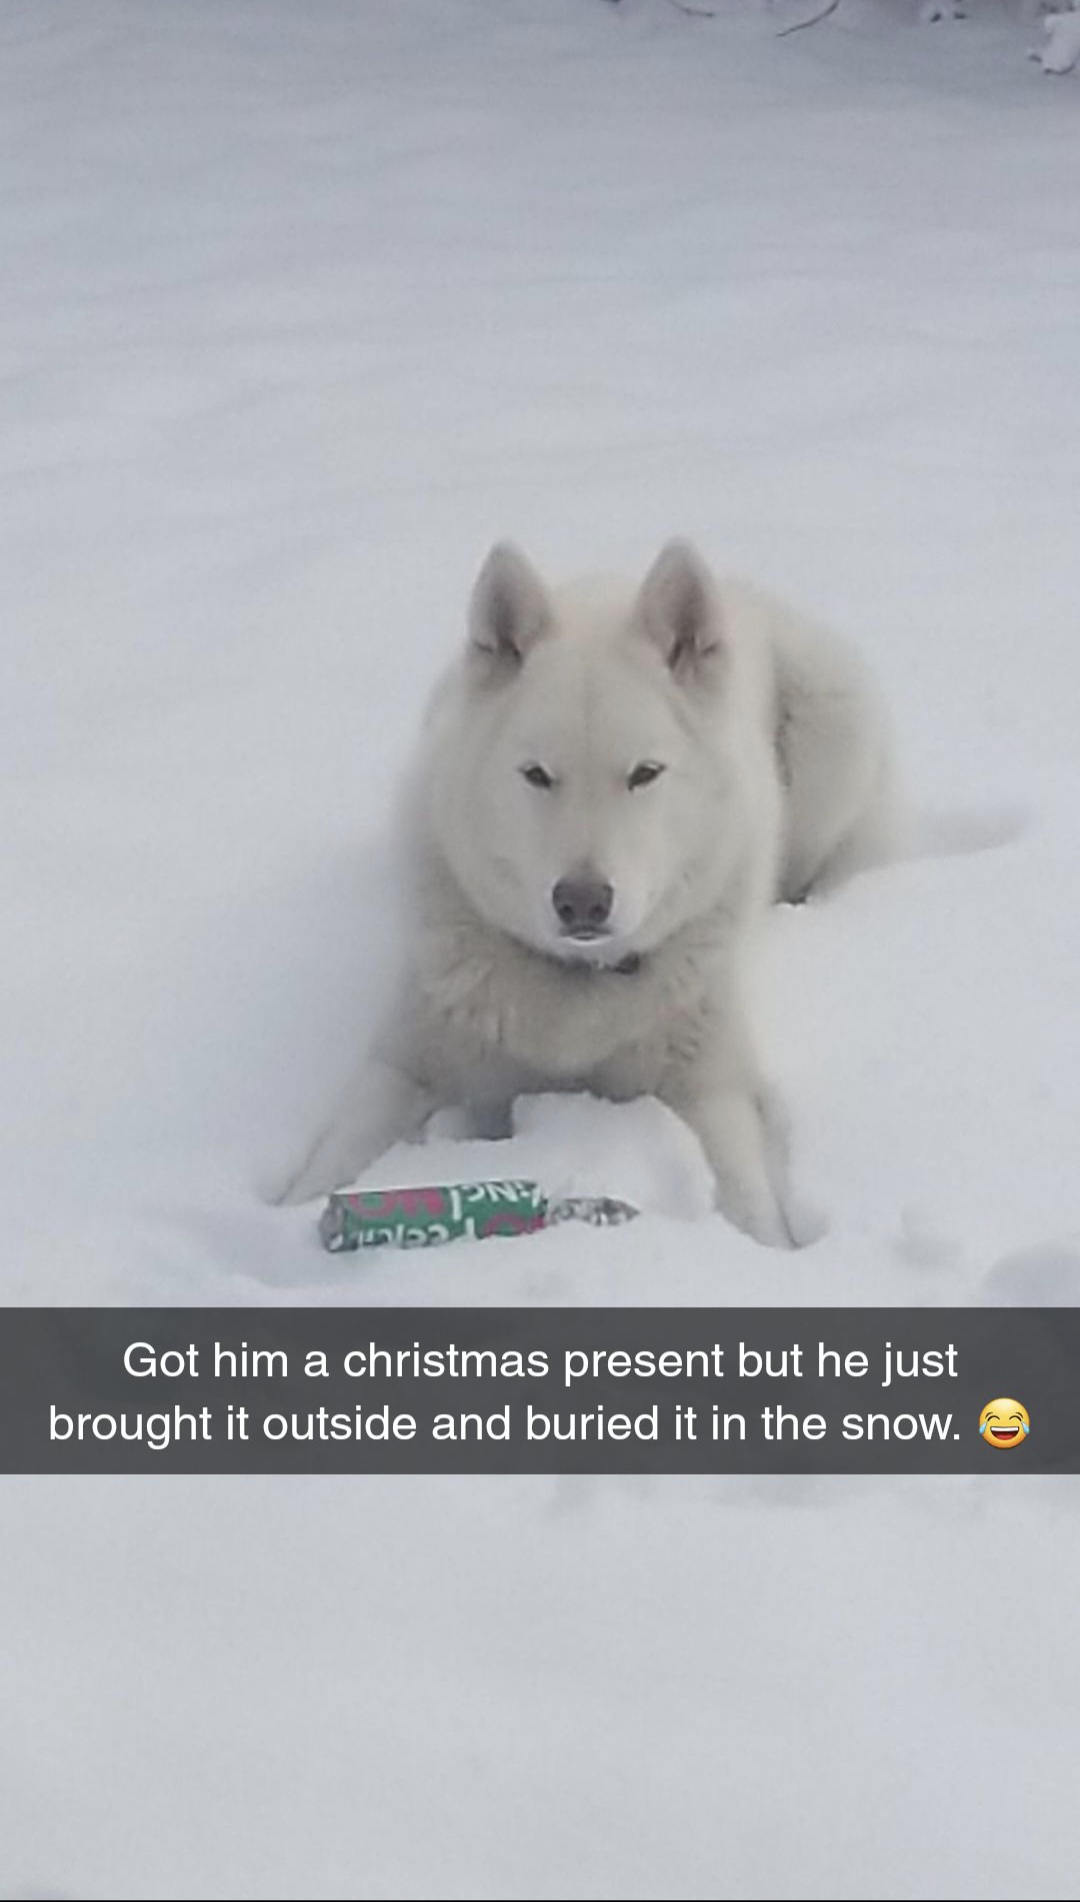 Got him a christmas present but he just
brought it outside and buried it in the snow. 😂